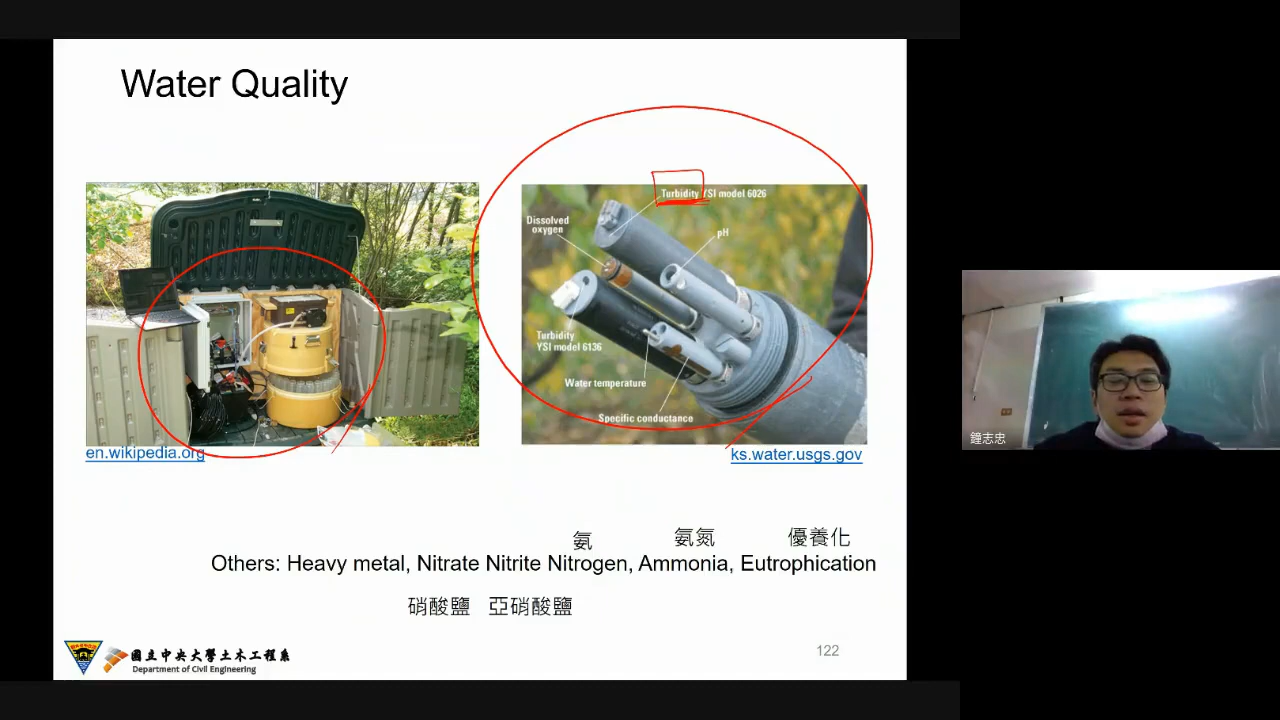 Water Quality
Turbidity YSI model 6026
Dissolved
oxygen
pH
Turbidity
YSI model 6136
Water temperature
Specific conductance
en.wikipedia.org
ks.water.usgs.gov
氨
氨氮
優養化
Others: Heavy metal, Nitrate Nitrite Nitrogen, Ammonia, Eutrophication
硝酸鹽 亞硝酸鹽
國立中央大學土木工程系
Department of Civil Engineering
122
鐘志忠